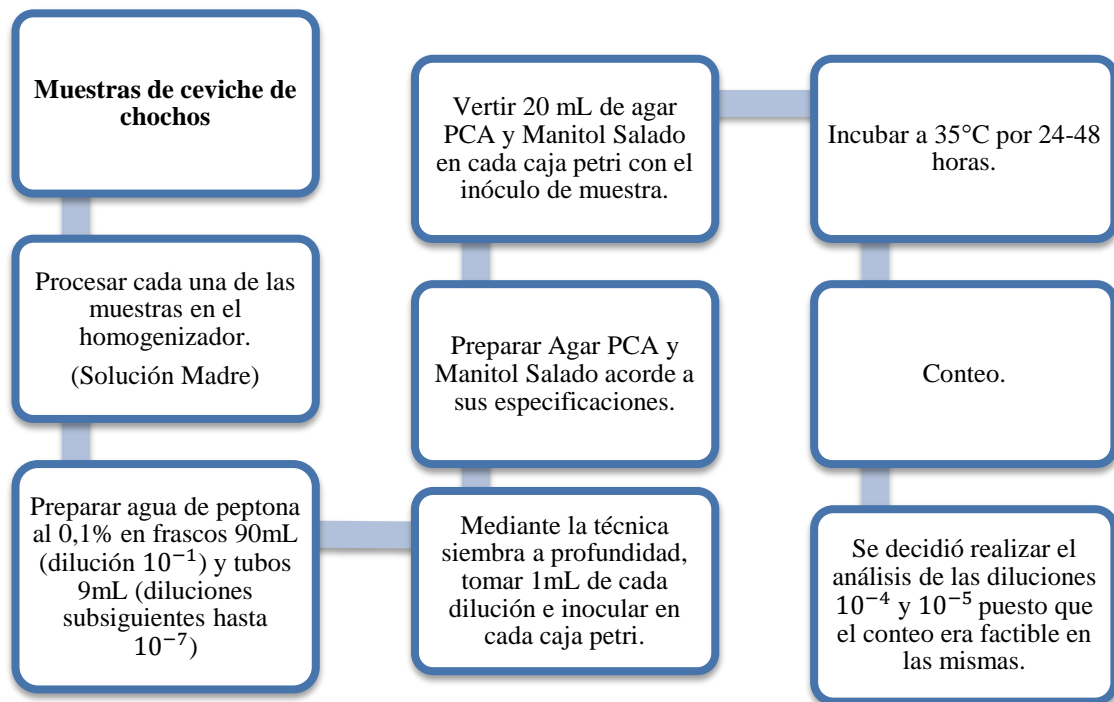 Muestras de ceviche de
chochos
Procesar cada una de las
muestras en el
homogenizador.
(Solución Madre)
Preparar agua de peptona
al 0,1% en frascos 90mL
(dilución 10⁻¹) y tubos
9mL (diluciones
subsiguientes hasta
10⁻⁷)
Mediante la técnica
siembra a profundidad,
tomar 1mL de cada
dilución e inocular en
cada caja petri.
Preparar Agar PCA y
Manitol Salado acorde a
sus especificaciones.
Vertir 20 mL de agar
PCA y Manitol Salado
en cada caja petri con el
inóculo de muestra.
Incubar a 35°C por 24-48
horas.
Conteo.
Se decidió realizar el
análisis de las diluciones
10⁻⁴ y 10⁻⁵ puesto que
el conteo era factible en
las mismas.